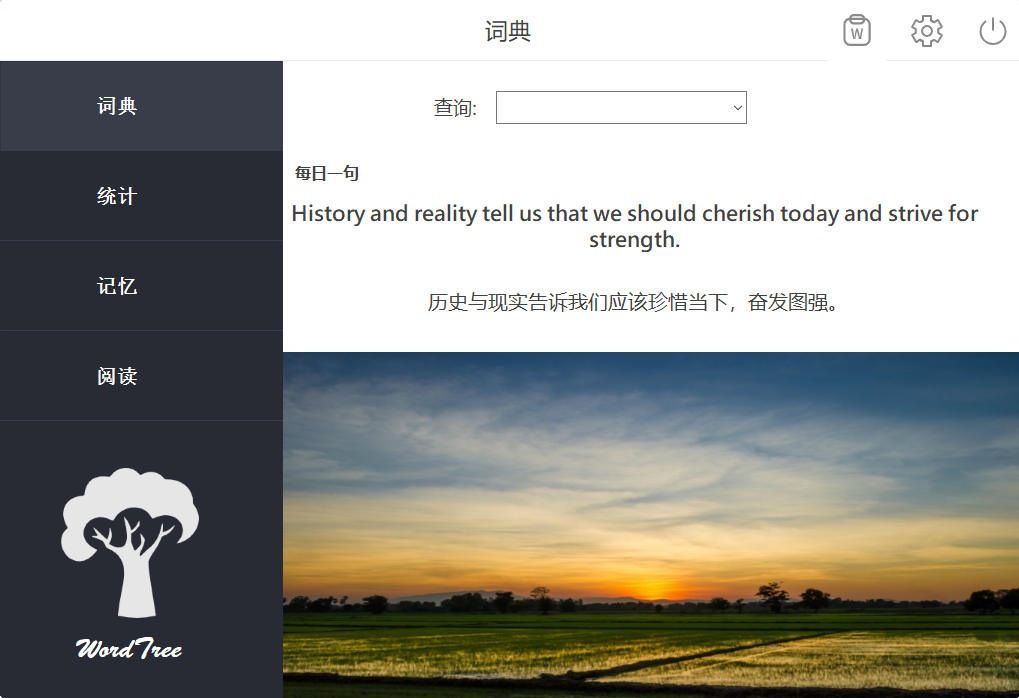 词典
W
词典
统计
记忆
阅读
WordTree
查询:
每日一句
History and reality tell us that we should cherish today and strive for
strength.
历史与现实告诉我们应该珍惜当下，奋发图强。